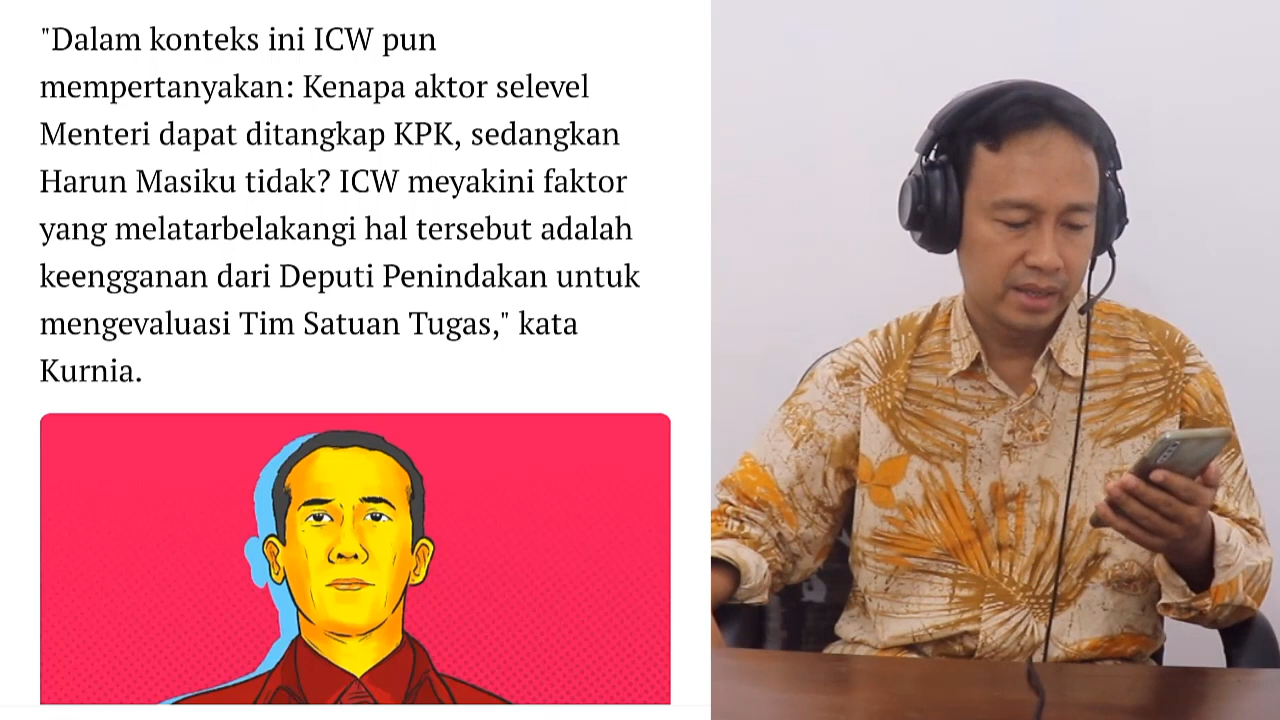 "Dalam konteks ini ICW pun
mempertanyakan: Kenapa aktor selevel
Menteri dapat ditangkap KPK, sedangkan
Harun Masiku tidak? ICW meyakini faktor
yang melatarbelakangi hal tersebut adalah
keengganan dari Deputi Penindakan untuk
mengevaluasi Tim Satuan Tugas," kata
Kurnia.